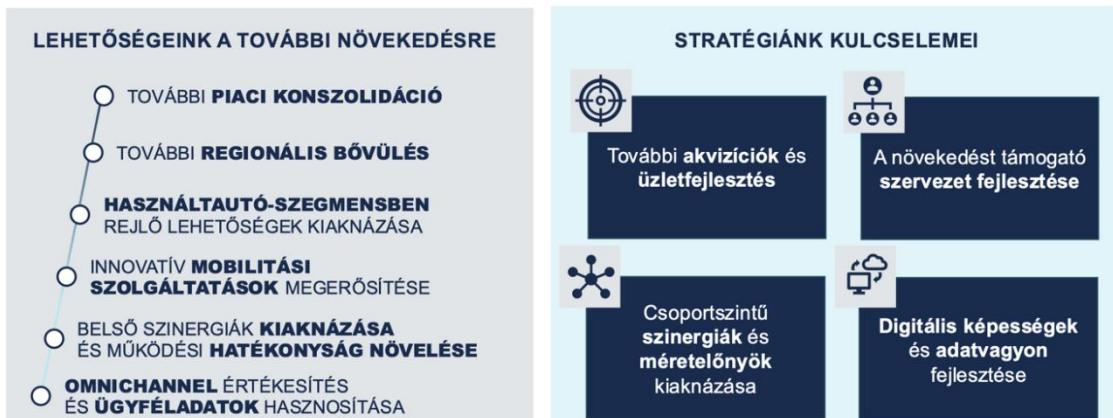 LEHETŐSÉGEINK A TOVÁBBI NÖVEKEDÉSRE
TOVÁBBI PIACI KONSZOLIDÁCIÓ
TOVÁBBI REGIONÁLIS BŐVÜLÉS
HASZNÁLTAUTÓ-SZEGMENSBEN
REJLŐ LEHETŐSÉGEK KIAKNÁZÁSA
INNOVATÍV MOBILITÁSI
SZOLGÁLTATÁSOK MEGERŐSÍTÉSE
BELSŐ SZINERGIÁK KIAKNÁZÁSA
ÉS MŰKÖDÉSI HATÉKONYSÁG NÖVELÉSE
OMNICHANNEL ÉRTÉKESÍTÉS
ÉS ÜGYFÉLADATOK HASZNOSÍTÁSA
STRATÉGIÁNK KULCSELEMEI
További akvizíciók és
üzletfejlesztés
A növekedést támogató
szervezet fejlesztése
Csoportszintű
szinergiák és
méretelőnyök
kiaknázása
Digitális képességek
és adatvagyon
fejlesztése